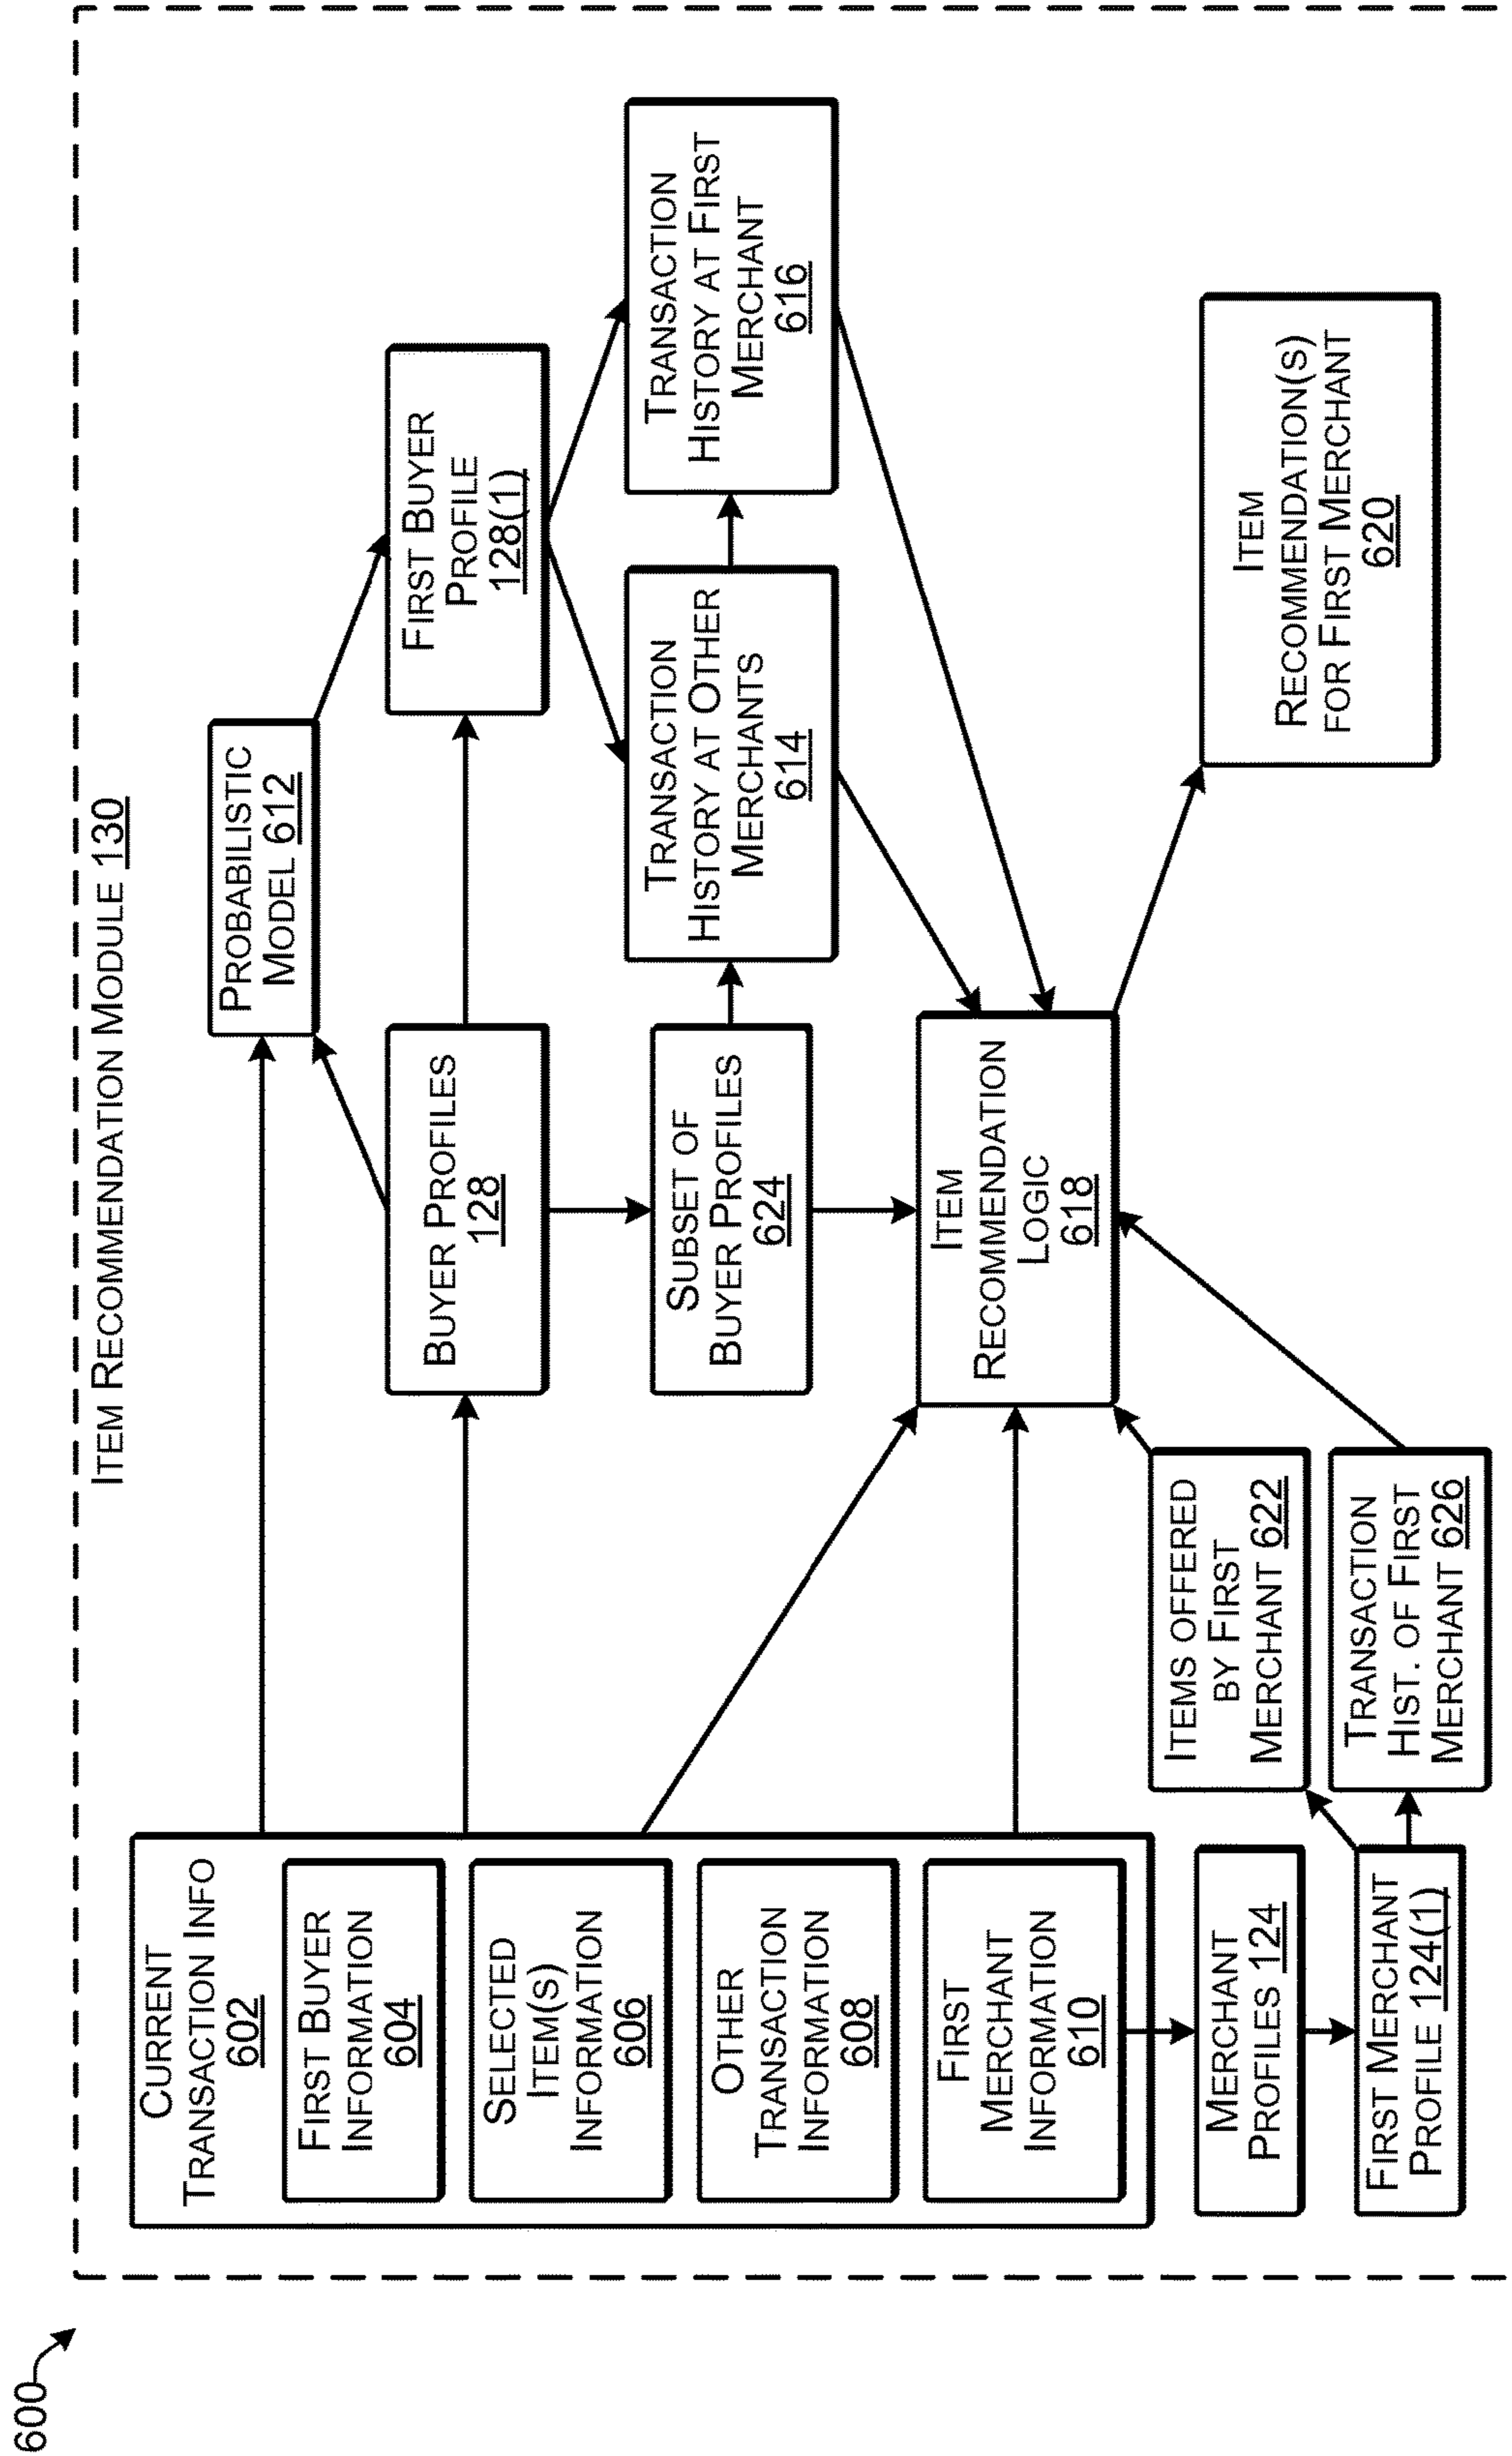 600
ITEM RECOMMENDATION MODULE 130
CURRENT
TRANSACTION INFO
602
FIRST BUYER
INFORMATION
604
SELECTED
ITEM(S)
INFORMATION
606
OTHER
TRANSACTION
INFORMATION
608
FIRST
MERCHANT
INFORMATION
610
MERCHANT
PROFILES 124
FIRST MERCHANT
PROFILE 124(1)
ITEMS OFFERED
BY FIRST
MERCHANT 622
TRANSACTION
HIST. OF FIRST
MERCHANT 626
PROBABILISTIC
MODEL 612
BUYER PROFILES
128
SUBSET OF
BUYER PROFILES
624
ITEM
RECOMMENDATION
LOGIC
618
FIRST BUYER
PROFILE
128(1)
TRANSACTION
HISTORY AT OTHER
MERCHANTS
614
TRANSACTION
HISTORY AT FIRST
MERCHANT
616
ITEM
RECOMMENDATION(S)
FOR FIRST MERCHANT
620